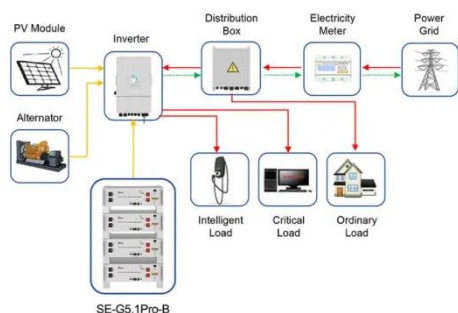 PV Module
Inverter
Distribution
Box
Electricity
Meter
Power
Grid
Alternator
Intelligent
Load
Critical
Load
Ordinary
Load
SE-G5.1Pro-B